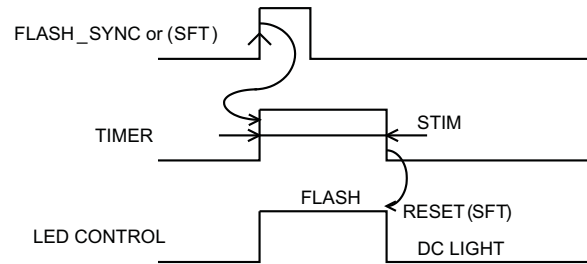 FLASH_SYNC or (SFT)
TIMER
STIM
FLASH
RESET(SFT)
LED CONTROL
DC LIGHT